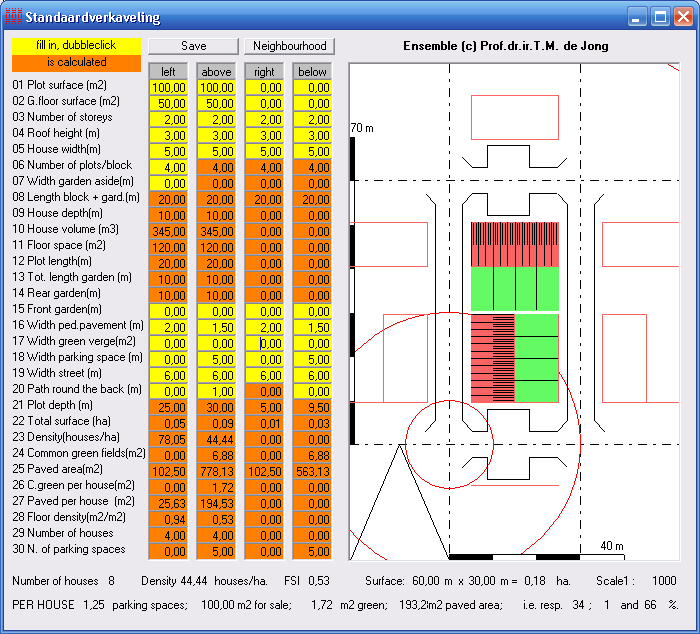 Standaardverkaveling
fill in, dubbleclick
is calculated
Save
Neighbourhood
Ensemble (c) Prof.dr.ir.T.M. de Jong
left above right below
01 Plot surface (m2) 100,00 100,00 0,00 0,00
02 G.floor surface (m2) 50,00 50,00 0,00 0,00
03 Number of storeys 2,00 2,00 2,00 2,00
04 Roof height (m) 3,00 3,00 3,00 3,00
05 House width(m) 5,00 5,00 5,00 5,00
06 Number of plots/block 4,00 4,00 4,00 4,00
07 Width garden aside(m) 0,00 0,00 0,00 0,00
08 Length block + gard.(m) 20,00 20,00 20,00 20,00
09 House depth(m) 10,00 10,00 0,00 0,00
10 House volume (m3) 345,00 345,00 0,00 0,00
11 Floor space (m2) 120,00 120,00 0,00 0,00
12 Plot length(m) 20,00 20,00 0,00 0,00
13 Tot. length garden (m) 10,00 10,00 0,00 0,00
14 Rear garden(m) 10,00 10,00 0,00 0,00
15 Front garden(m) 0,00 0,00 0,00 0,00
16 Width ped.pavement (m) 2,00 1,50 2,00 1,50
17 Width green verge(m2) 0,00 0,00 0,00 0,00
18 Width parking space (m) 0,00 5,00 0,00 5,00
19 Width street (m) 6,00 6,00 6,00 6,00
20 Path round the back (m) 0,00 1,00 0,00 0,00
21 Plot depth (m) 25,00 30,00 5,00 9,50
22 Total surface (ha) 0,05 0,09 0,01 0,03
23 Density(houses/ha) 78,05 44,44 0,00 0,00
24 Common green fields(m2) 0,00 6,88 0,00 6,88
25 Paved area(m2) 102,50 778,13 102,50 563,13
26 C.green per house(m2) 0,00 1,72 0,00 0,00
27 Paved per house (m2) 25,63 194,53 0,00 0,00
28 Floor density(m2/m2) 0,94 0,53 0,00 0,00
29 Number of houses 4,00 4,00 0,00 0,00
30 N. of parking spaces 0,00 5,00 0,00 5,00
70 m
40 m
Number of houses 8 Density 44,44 houses/ha. FSI 0,53 Surface: 60,00 m x 30,00 m = 0,18 ha. Scale1 : 1000
PER HOUSE 1,25 parking spaces; 100,00 m2 for sale; 1,72 m2 green; 193,2 m2 paved area; i.e. resp. 34 ; 1 and 66 %.